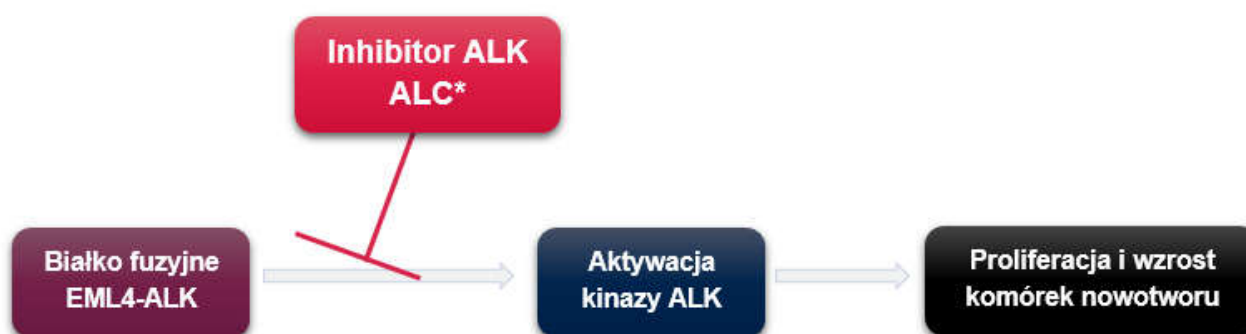 Inhibitor ALK
ALC*
Białko fuzyjne
EML4-ALK
Aktywacja
kinazy ALK
Proliferacja i wzrost
komórek nowotworu